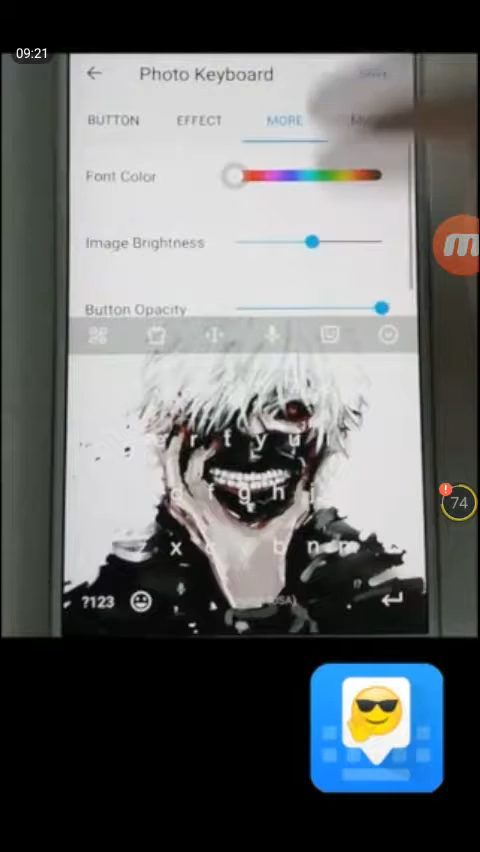 09:21
Photo Keyboard
BUTTON EFFECT MORE
Font Color
Image Brightness
Button Opacity
r t y u
f g h j
74
z x c v b n m
?123